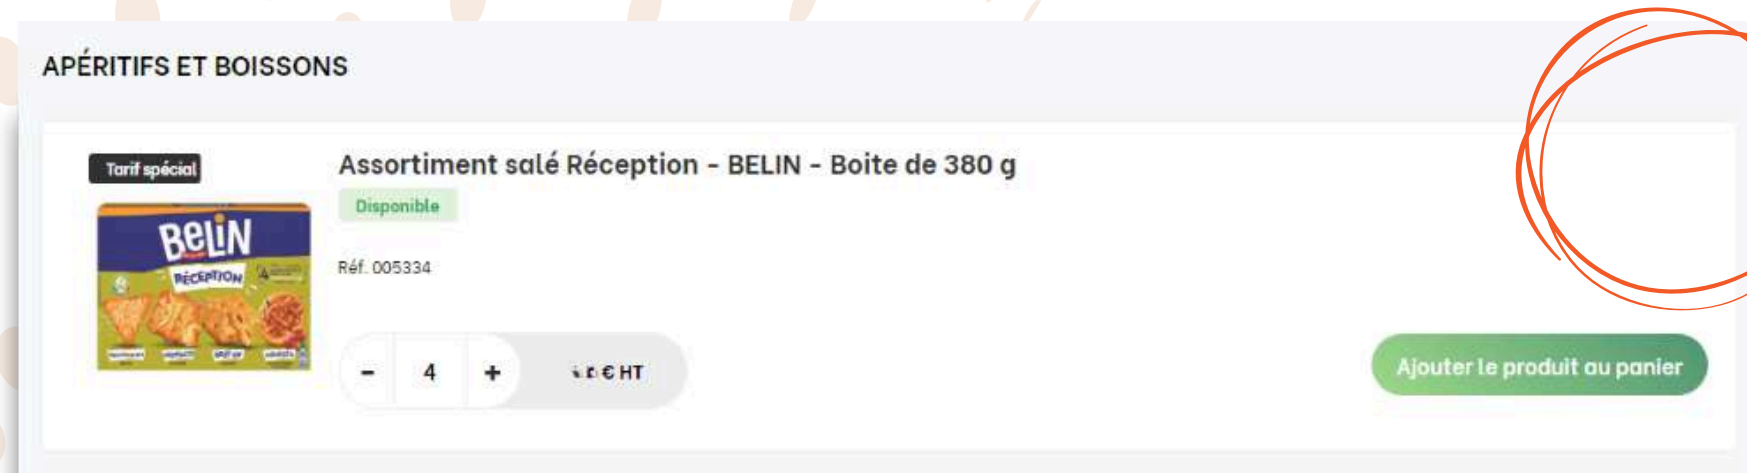 APÉRITIFS ET BOISSONS
Tarif spécial
Assortiment salé Réception - BELIN - Boite de 380 g
Disponible
BELIN
RÉCEPTION
4
Réf. 005334
- 4 + € HT
Ajouter le produit au panier